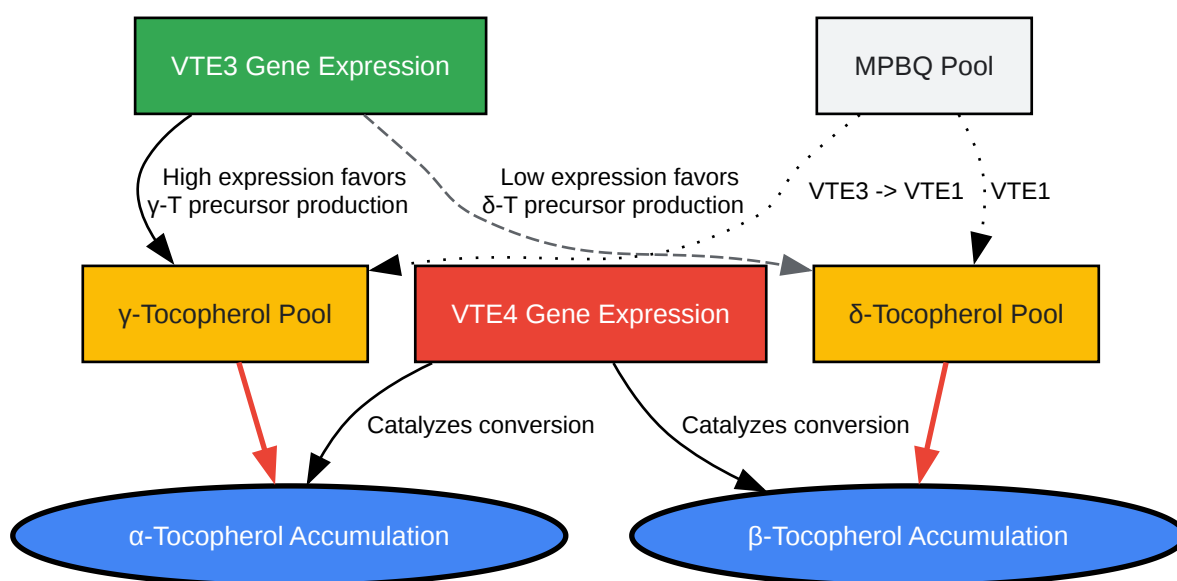 VTE3 Gene Expression
MPBQ Pool
High expression favors
γ-T precursor production
Low expression favors
δ-T precursor production
VTE3 -> VTE1
VTE1
γ-Tocopherol Pool
VTE4 Gene Expression
δ-Tocopherol Pool
Catalyzes conversion
Catalyzes conversion
α-Tocopherol Accumulation
β-Tocopherol Accumulation